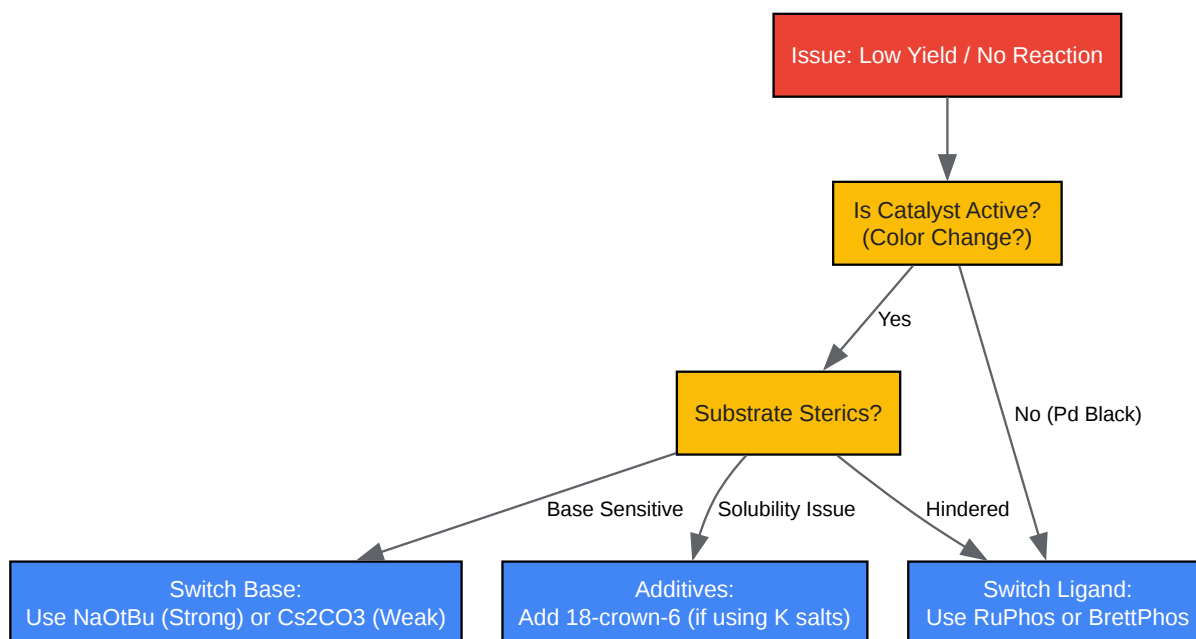 Issue: Low Yield / No Reaction
Is Catalyst Active?
(Color Change?)
Yes
Substrate Sterics?
No (Pd Black)
Base Sensitive
Solubility Issue
Hindered
Switch Base:
Use NaOtBu (Strong) or Cs2CO3 (Weak)
Additives:
Add 18-crown-6 (if using K salts)
Switch Ligand:
Use RuPhos or BrettPhos